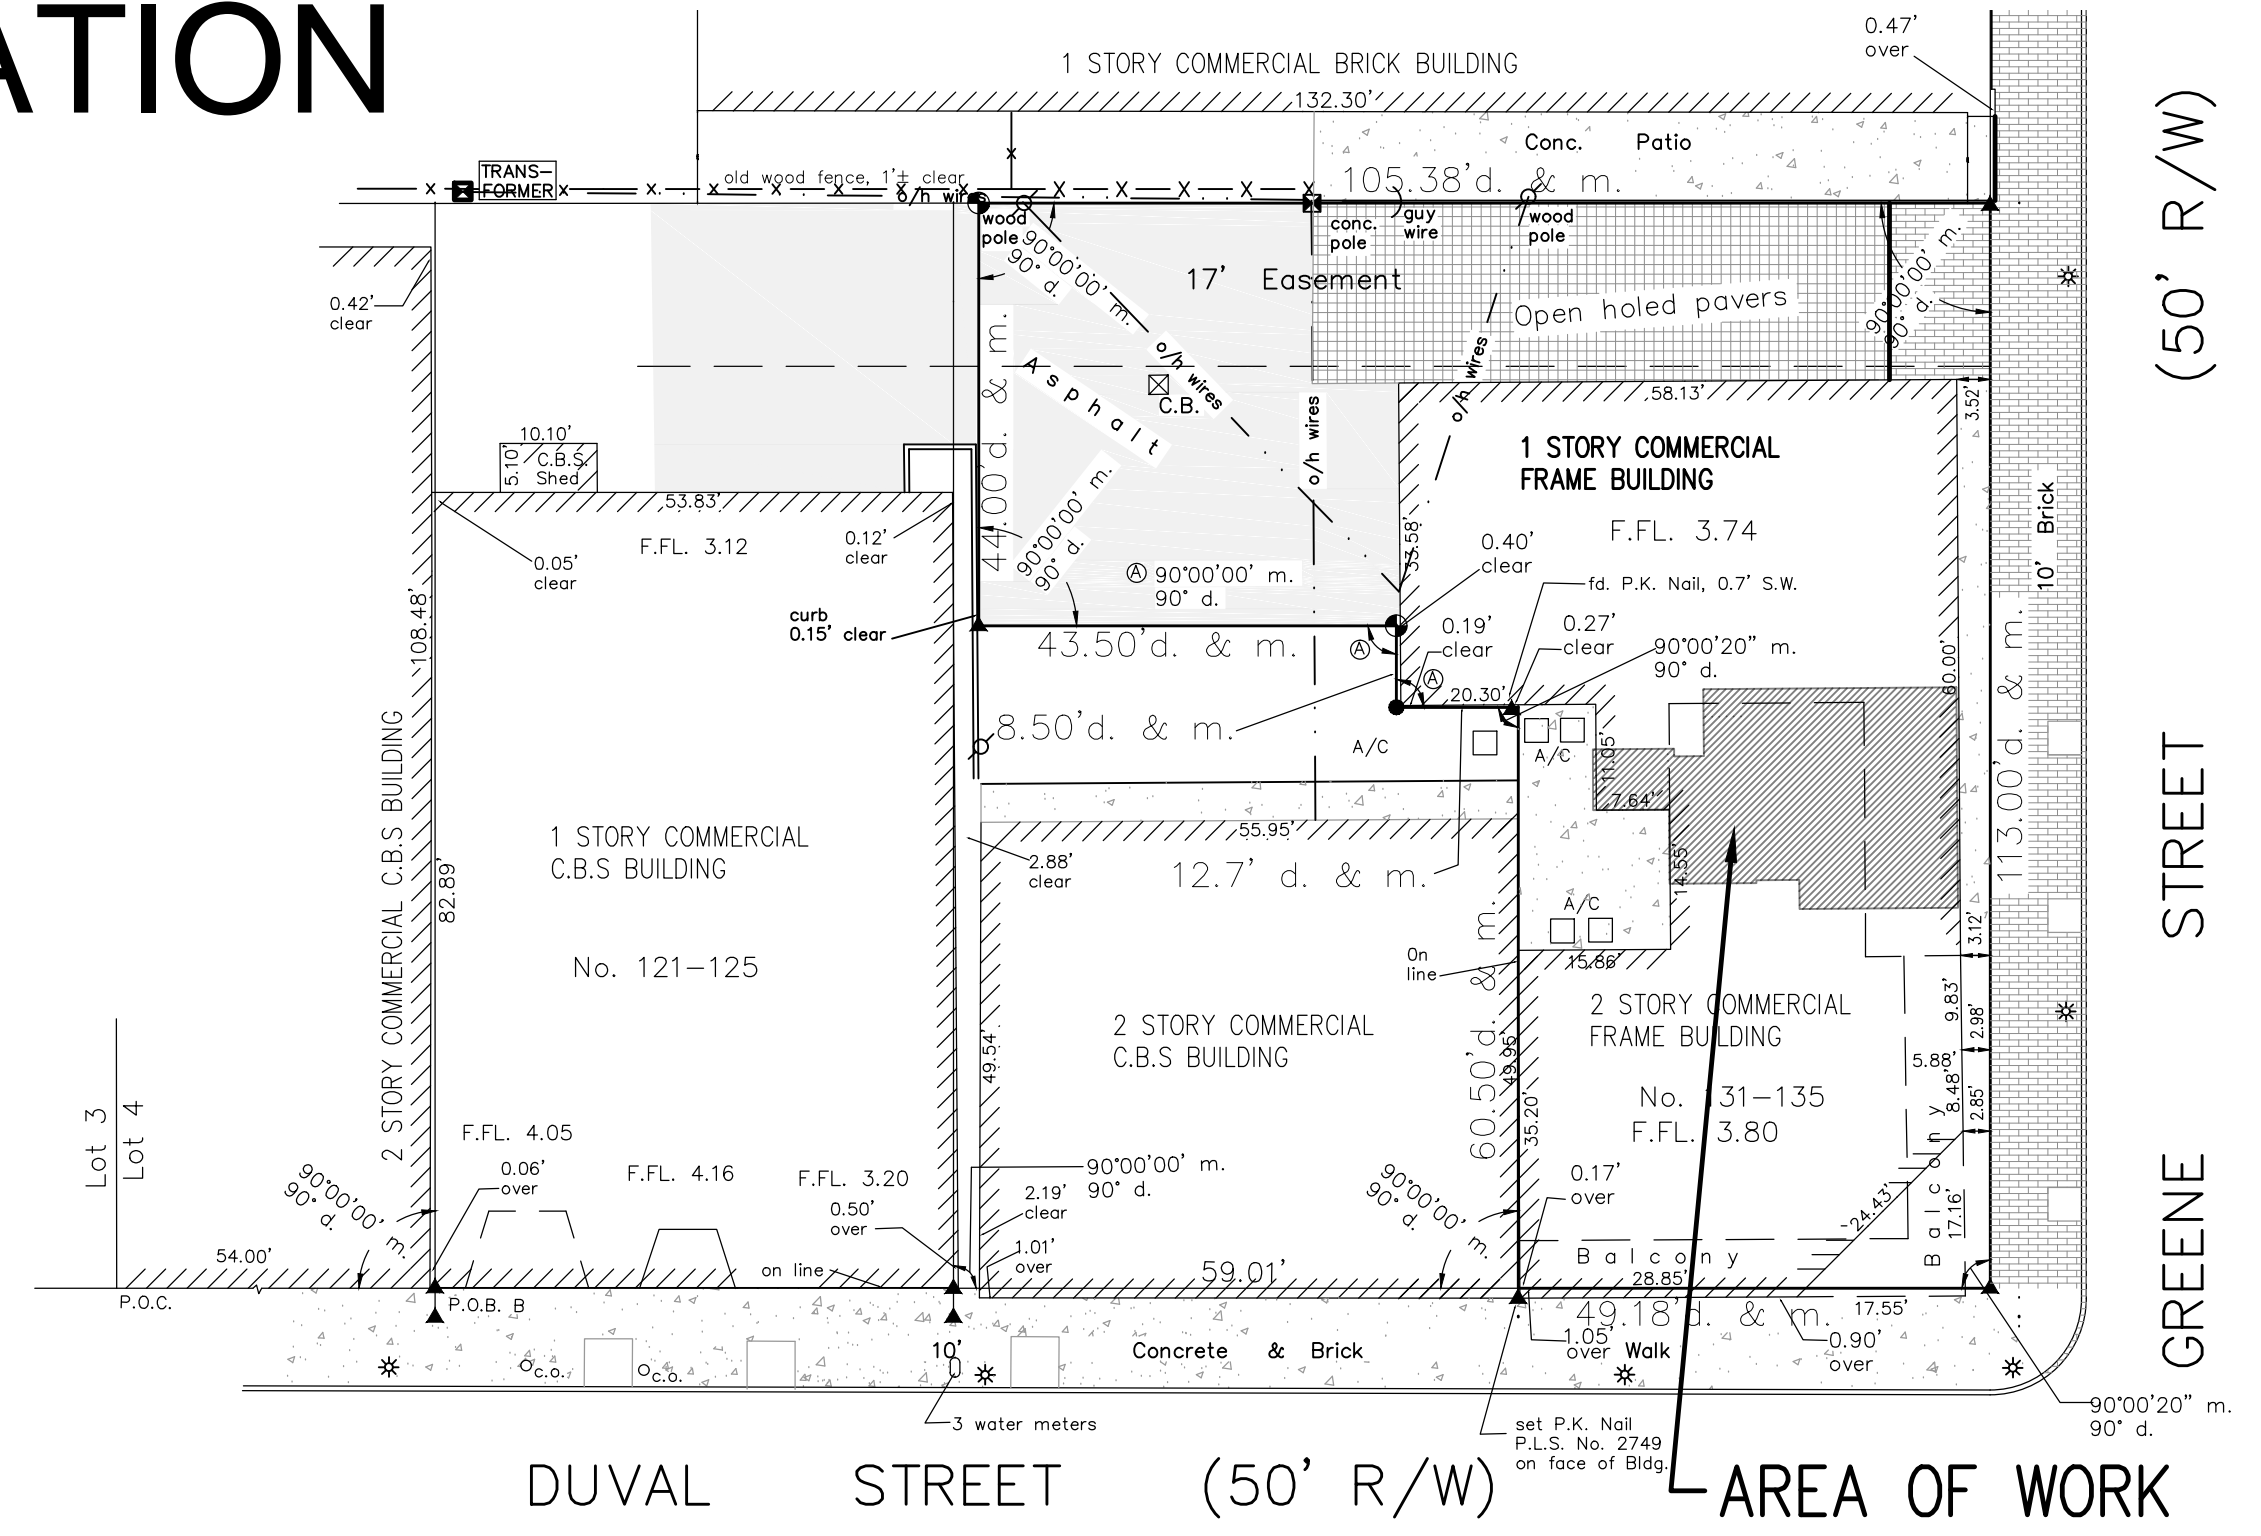 ATION
0.47'
over
1 STORY COMMERCIAL BRICK BUILDING
132.30'
Conc. Patio
105.38'd. & m.
TRANS-
FORMER
old wood fence, 1'± clear
o/h wires
wood
pole
conc.
pole
guy
wire
wood
pole
90°00'00" m.
90° d.
17' Easement
Open holed pavers
90°00'00" m.
90° d.
(50' R/W)
0.42'
clear
44.00'd. & m.
Asphalt
o/h wires
C.B.
o/h wires
o/h wires
58.13'
3.52'
1 STORY COMMERCIAL
FRAME BUILDING
F.FL. 3.74
10' Brick
10.10'
5.10'
C.B.S.
Shed
53.83'
F.FL. 3.12
0.05'
clear
0.12'
clear
90°00'00" m.
90° d.
Ⓐ 90°00'00' m.
90° d.
53.58'
0.40'
clear
fd. P.K. Nail, 0.7' S.W.
curb
0.15' clear
43.50'd. & m.
Ⓐ
0.19'
clear
0.27'
clear
90°00'20" m.
90° d.
Ⓐ
20.30'
60.00'
108.48'
8.50'd. & m.
A/C
A/C
11.05'
7.64'
113.00'd. & m.
STREET
2 STORY COMMERCIAL C.B.S BUILDING
1 STORY COMMERCIAL
C.B.S BUILDING
82.89'
55.95'
2.88'
clear
12.7' d. & m.
14.55'
A/C
On
line
15.86'
3.12'
No. 121-125
2 STORY COMMERCIAL
C.B.S BUILDING
49.54'
60.50'd. & m.
49.95'
2 STORY COMMERCIAL
FRAME BUILDING
9.83'
2.98'
5.88'
8.48'
2.85'
No. 31-135
F.FL. 3.80
35.20'
Lot 3
Lot 4
F.FL. 4.05
0.06'
over
F.FL. 4.16
F.FL. 3.20
0.50'
over
90°00'00' m.
90° d.
90°00'00' m.
90° d.
2.19'
clear
1.01'
over
90°00'00' m.
90° d.
0.17'
over
24.43'
Balcony
17.16'
GREENE
54.00'
on line
59.01'
Balcony
28.85'
P.O.C.
P.O.B. B
49.18'd. & m.
17.55'
10'
Concrete & Brick
1.05'
over
Walk
0.90'
over
c.o.
c.o.
3 water meters
set P.K. Nail
P.L.S. No. 2749
on face of Bldg.
90°00'20" m.
90° d.
DUVAL STREET (50' R/W)
AREA OF WORK